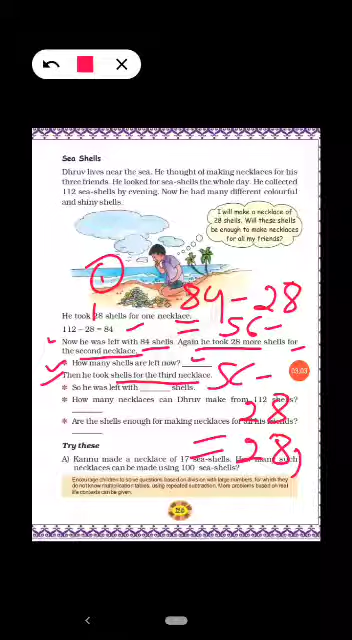 Sea Shells
Dhruv lives near the sea. He thought of making necklaces for his
three friends. He looked for sea-shells the whole day. He collected
112 sea-shells by evening. Now he had many different colourful
and shiny shells.
I will make a necklace of
28 shells. Will these shells
be enough to make necklaces
for all my friends?
1
84 - 28
He took 28 shells for one necklace.
112 – 28 = 84
= 56
Now he was left with 84 shells. Again he took 28 more shells for
the second necklace.
* How many shells are left now?
03,03
Then he took shells for the third necklace.
56 -
* So he was left with ______ shells.
* How many necklaces can Dhruv make from 112 shells?
28
* Are the shells enough for making necklaces for all his friends?
= 28,
Try these
A) Kannu made a necklace of 17 sea-shells. How many such
necklaces can be made using 100 sea-shells?
Encourage children to solve questions based on division with large numbers, for which they
do not know multiplication tables, using repeated subtraction. More problems based on real
life contexts can be given.